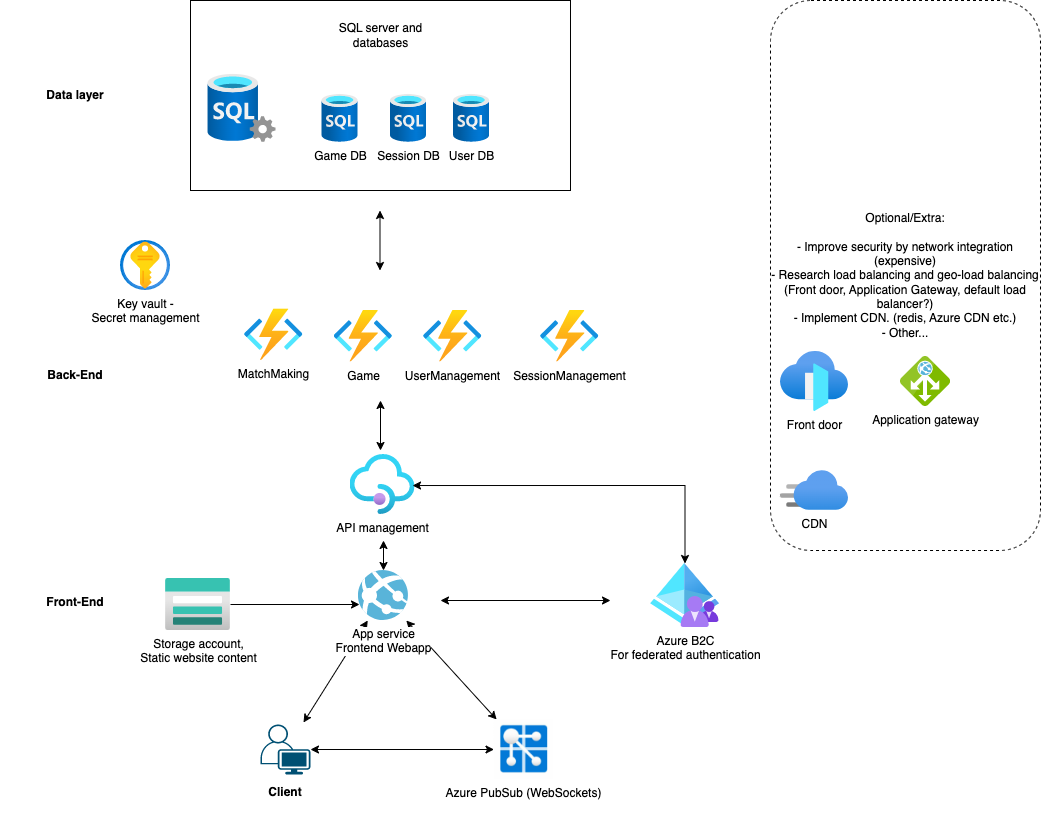 SQL server and
databases
Data layer
SQL
SQL
SQL
SQL
Game DB
Session DB
User DB
Optional/Extra:
- Improve security by network integration
(expensive)
- Research load balancing and geo-load balancing
(Front door, Application Gateway, default load
balancer?)
- Implement CDN. (redis, Azure CDN etc.)
- Other...
Key vault -
Secret management
MatchMaking
Game
UserManagement
SessionManagement
Back-End
Front door
Application gateway
CDN
API management
Front-End
Storage account,
Static website content
App service
Frontend Webapp
Azure B2C
For federated authentication
Client
Azure PubSub (WebSockets)